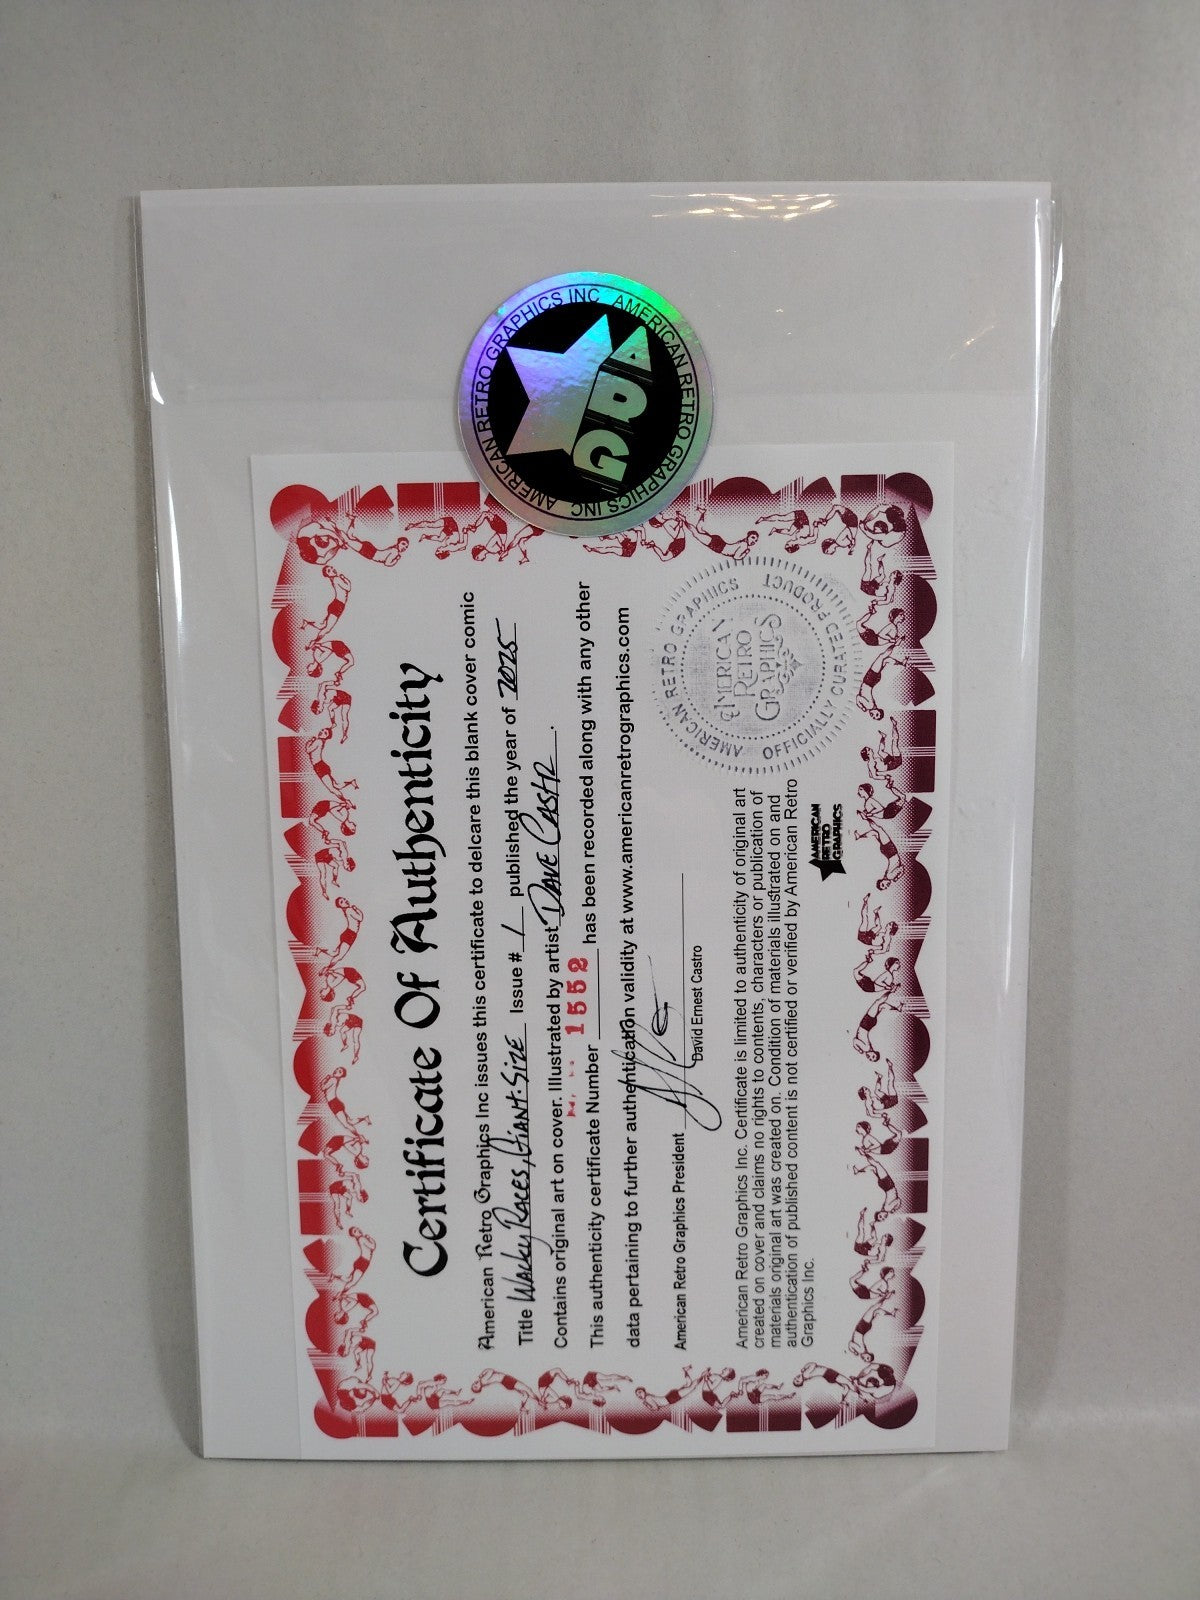 AMERICAN RETRO GRAPHICS INC AMERICAN RETRO GRAPHICS INC
ARG
Certificate Of Authenticity
American Retro Graphics Inc issues this certificate to delcare this blank cover comic
Title Wacky Races Giant-Size Issue # 1 published the year of 2025
Contains original art on cover. Illustrated by artist Dave Castr.
This authenticity certificate Number 1552 has been recorded along with any other
data pertaining to further authentication validity at www.americanretrographics.com
American Retro Graphics President
David Ernest Castro
AMERICAN RETRO GRAPHICS
OFFICIALLY CURATED PRODUCT
AMERICAN
RETRO
GRAPHICS
American Retro Graphics Inc. Certificate is limited to authenticity of original art
created on cover and claims no rights to contents, characters or publication of
materials original art was created on. Condition of materials illustrated on and
authentication of published content is not certified or verified by American Retro
Graphics Inc.
AMERICAN
RETRO
GRAPHICS